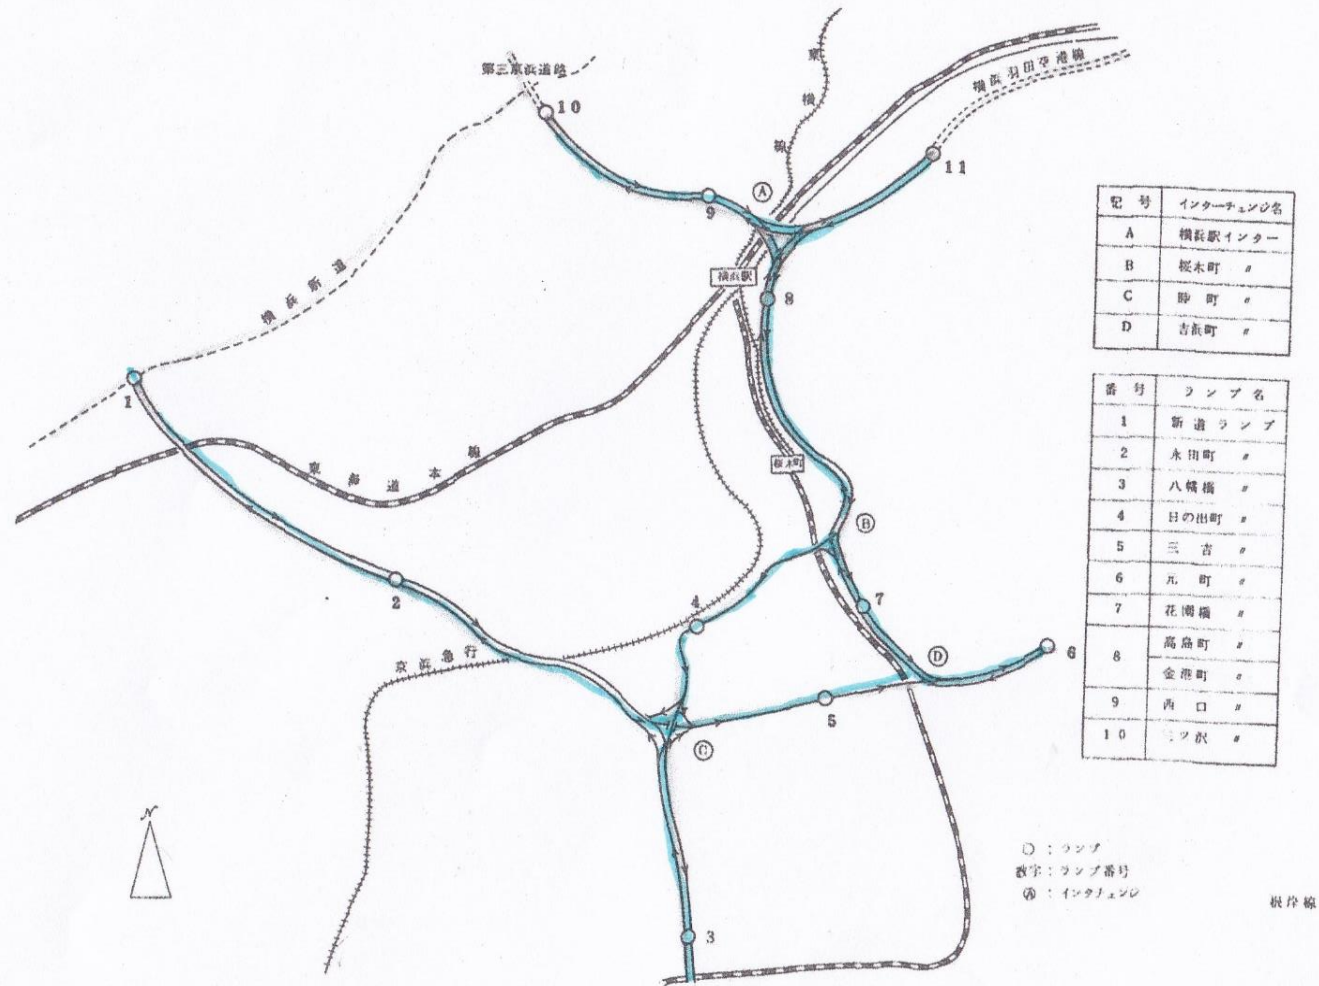 第三京浜道路
10
東横線
横浜羽田空港線
11
9
A
横浜駅
8
横浜新道
1
東海道本線
桜木町
B
2
4
7
京浜急行
D
6
5
C
3
N
記号 インターチェンジ名
A 横浜駅インター
B 桜木町 〃
C 睦町 〃
D 吉浜町 〃
番号 ランプ名
1 新道ランプ
2 永田町 〃
3 八幡橋 〃
4 日の出町 〃
5 三吉 〃
6 元町 〃
7 花園橋 〃
8 高島町 〃
金港町 〃
9 西口 〃
10 三ツ沢 〃
○：ランプ
数字：ランプ番号
Ⓐ：インタチェンジ
根岸線